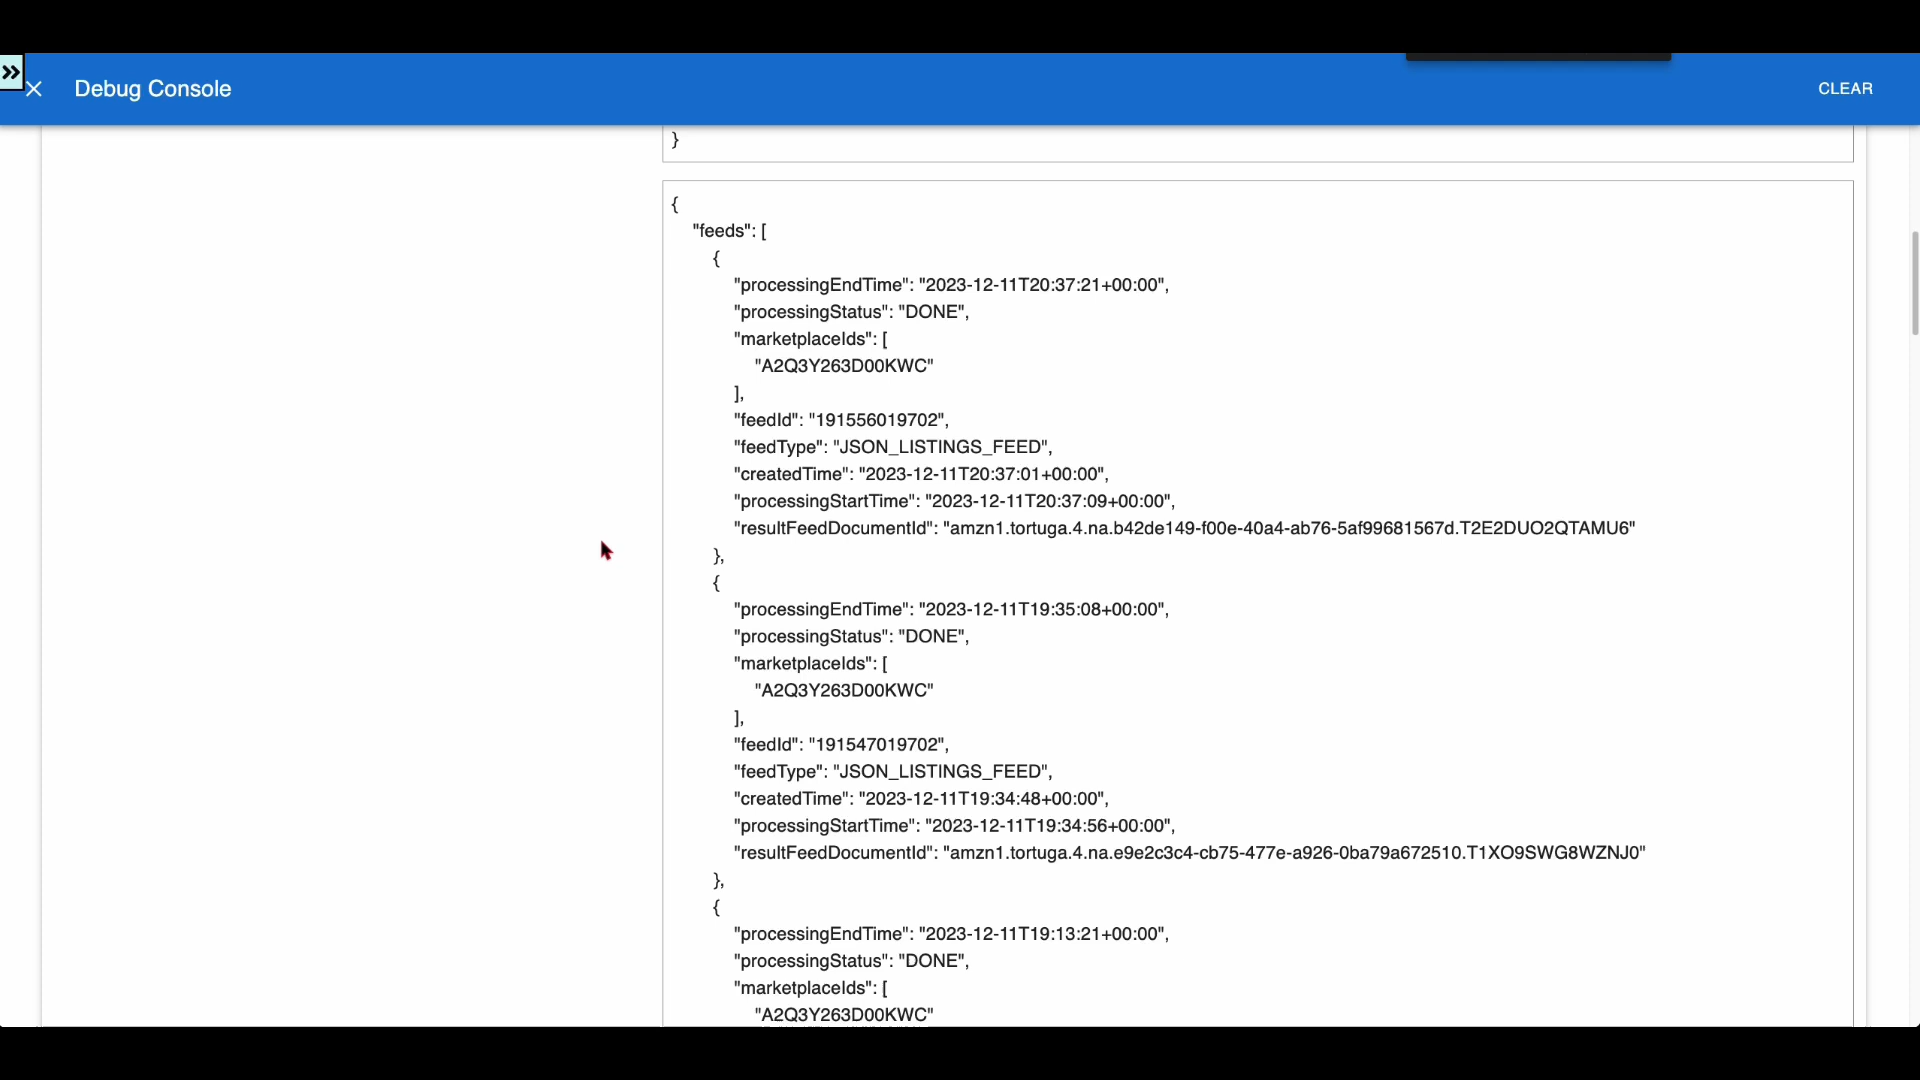 Debug Console
CLEAR
}
{
"feeds": [
{
"processingEndTime": "2023-12-11T20:37:21+00:00",
"processingStatus": "DONE",
"marketplaceIds": [
"A2Q3Y263D00KWC"
],
"feedId": "191556019702",
"feedType": "JSON_LISTINGS_FEED",
"createdTime": "2023-12-11T20:37:01+00:00",
"processingStartTime": "2023-12-11T20:37:09+00:00",
"resultFeedDocumentId": "amzn1.tortuga.4.na.b42de149-f00e-40a4-ab76-5af99681567d.T2E2DUO2QTAMU6"
},
{
"processingEndTime": "2023-12-11T19:35:08+00:00",
"processingStatus": "DONE",
"marketplaceIds": [
"A2Q3Y263D00KWC"
],
"feedId": "191547019702",
"feedType": "JSON_LISTINGS_FEED",
"createdTime": "2023-12-11T19:34:48+00:00",
"processingStartTime": "2023-12-11T19:34:56+00:00",
"resultFeedDocumentId": "amzn1.tortuga.4.na.e9e2c3c4-cb75-477e-a926-0ba79a672510.T1XO9SWG8WZNJ0"
},
{
"processingEndTime": "2023-12-11T19:13:21+00:00",
"processingStatus": "DONE",
"marketplaceIds": [
"A2Q3Y263D00KWC"